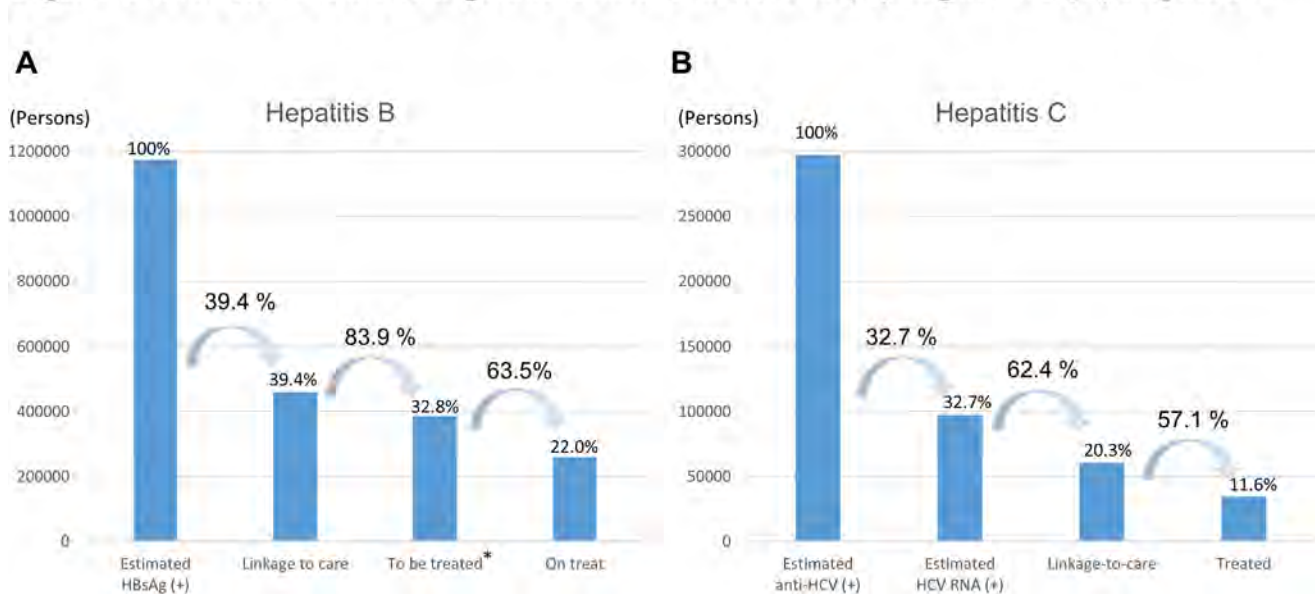 A
(Persons)
Hepatitis B
1200000
1000000
800000
600000
400000
200000
0
100%
39.4 %
39.4%
83.9 %
32.8%
63.5%
22.0%
Estimated
HBsAg (+)
Linkage to care
To be treated*
On treat
B
(Persons)
Hepatitis C
300000
250000
200000
150000
100000
50000
0
100%
32.7 %
32.7%
62.4 %
20.3%
57.1 %
11.6%
Estimated
anti-HCV (+)
Estimated
HCV RNA (+)
Linkage-to-care
Treated